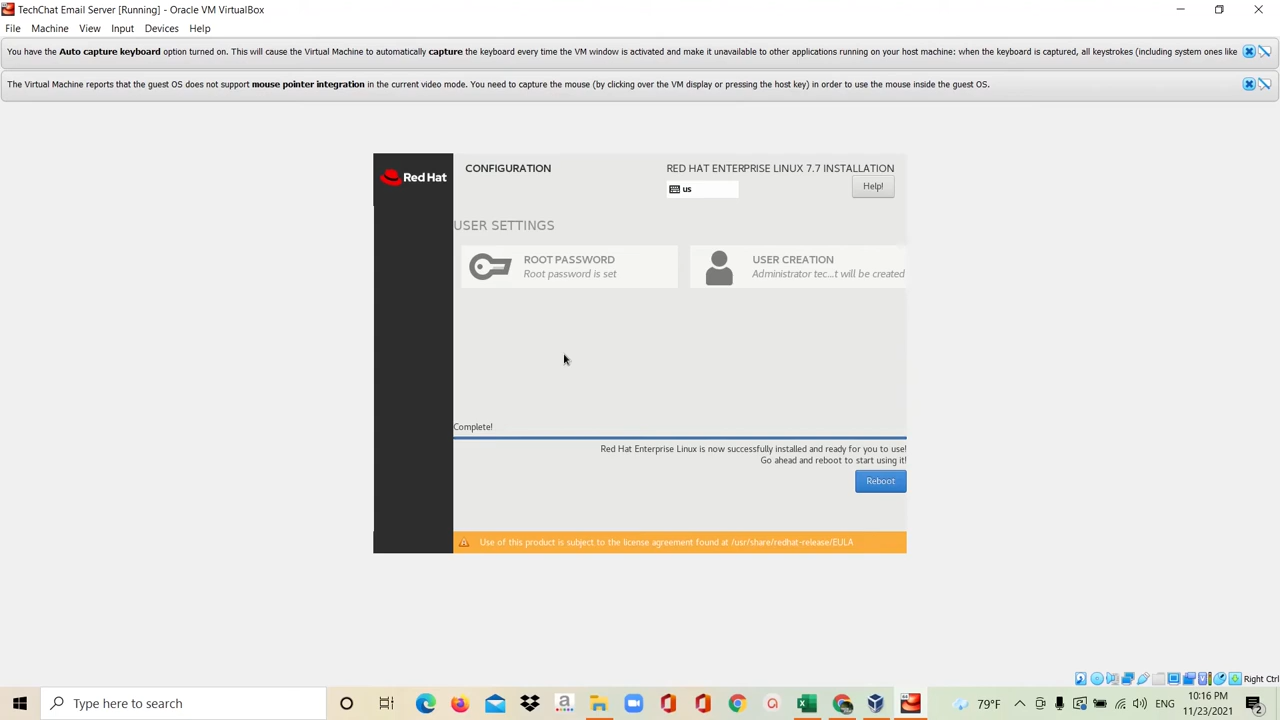 TechChat Email Server [Running] - Oracle VM VirtualBox
File Machine View Input Devices Help
You have the Auto capture keyboard option turned on. This will cause the Virtual Machine to automatically capture the keyboard every time the VM window is activated and make it unavailable to other applications running on your host machine: when the keyboard is captured, all keystrokes (including system ones like
The Virtual Machine reports that the guest OS does not support mouse pointer integration in the current video mode. You need to capture the mouse (by clicking over the VM display or pressing the host key) in order to use the mouse inside the guest OS.
Red Hat
CONFIGURATION
RED HAT ENTERPRISE LINUX 7.7 INSTALLATION
us
Help!
USER SETTINGS
ROOT PASSWORD
Root password is set
USER CREATION
Administrator tec...t will be created
Complete!
Red Hat Enterprise Linux is now successfully installed and ready for you to use!
Go ahead and reboot to start using it!
Reboot
Use of this product is subject to the license agreement found at /usr/share/redhat-release/EULA
Right Ctrl
Type here to search
79°F
ENG
10:16 PM
11/23/2021
2